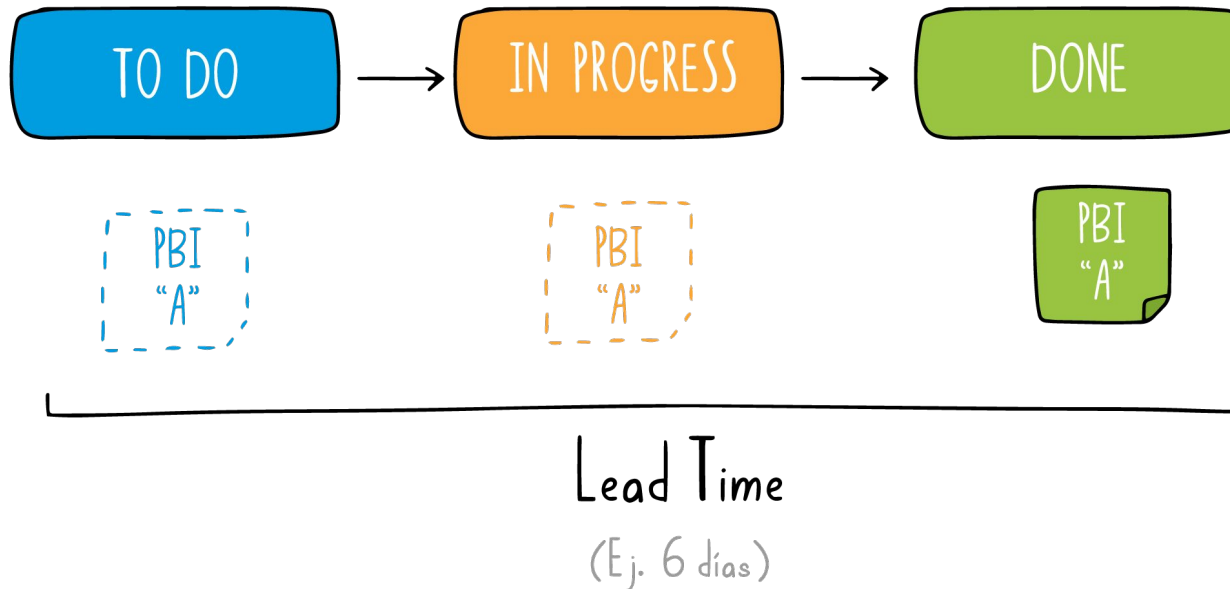 TO DO
IN PROGRESS
DONE
PBI
“A”
PBI
“A”
PBI
“A”
Lead Time
(Ej. 6 días)